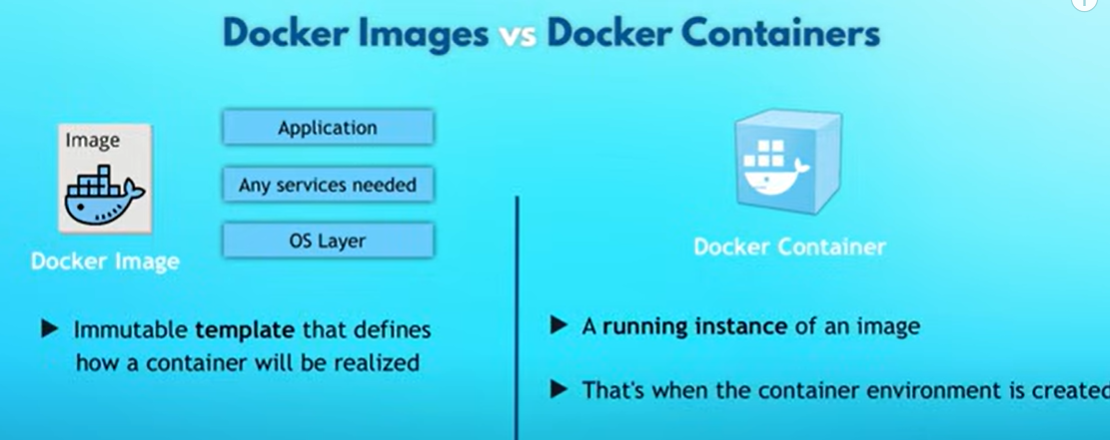 Docker Images vs Docker Containers
Image
Docker Image
Application
Any services needed
OS Layer
▶ Immutable template that defines
how a container will be realized
Docker Container
▶ A running instance of an image
▶ That's when the container environment is created